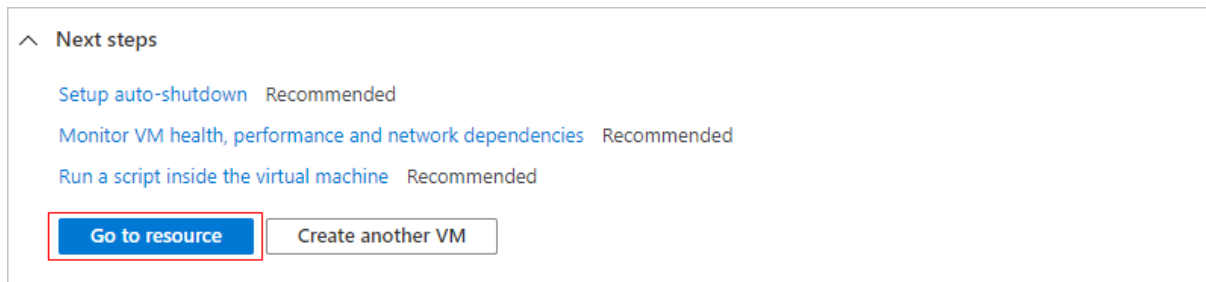 Next steps
Setup auto-shutdown Recommended
Monitor VM health, performance and network dependencies Recommended
Run a script inside the virtual machine Recommended
Go to resource Create another VM